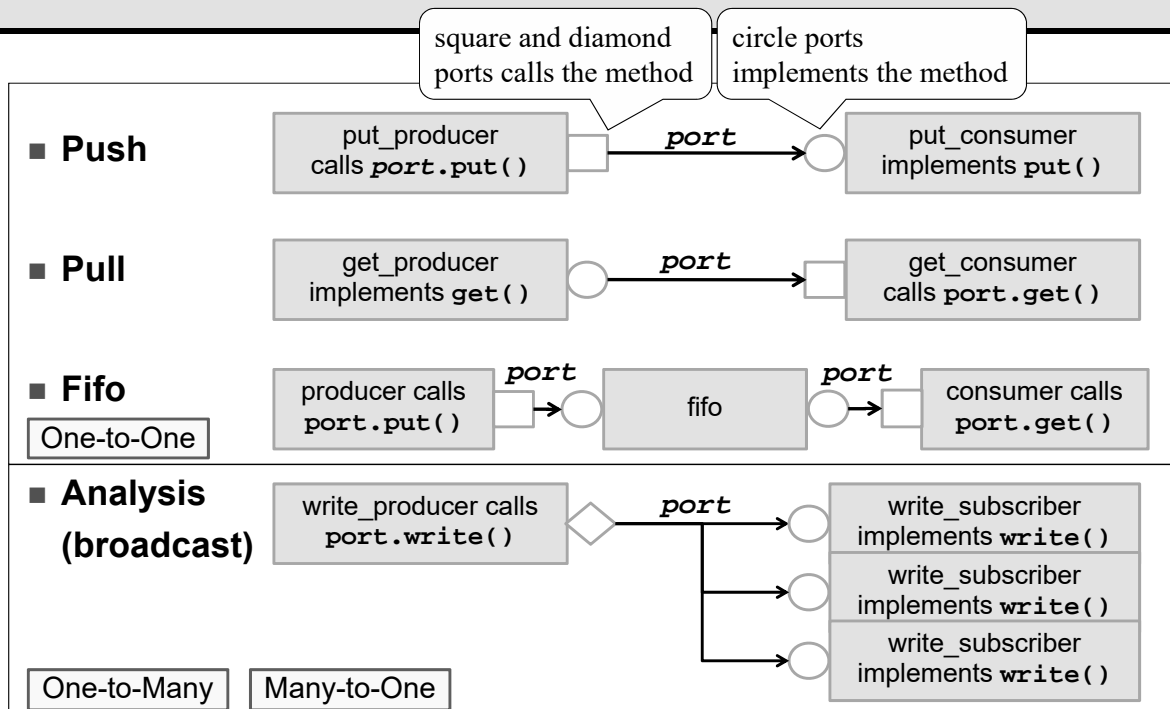 square and diamond
ports calls the method
circle ports
implements the method
■ Push
put_producer
calls port.put()
port
put_consumer
implements put()
■ Pull
get_producer
implements get()
port
get_consumer
calls port.get()
■ Fifo
One-to-One
producer calls
port.put()
port
fifo
port
consumer calls
port.get()
■ Analysis
(broadcast)
write_producer calls
port.write()
port
write_subscriber
implements write()
write_subscriber
implements write()
write_subscriber
implements write()
One-to-Many
Many-to-One